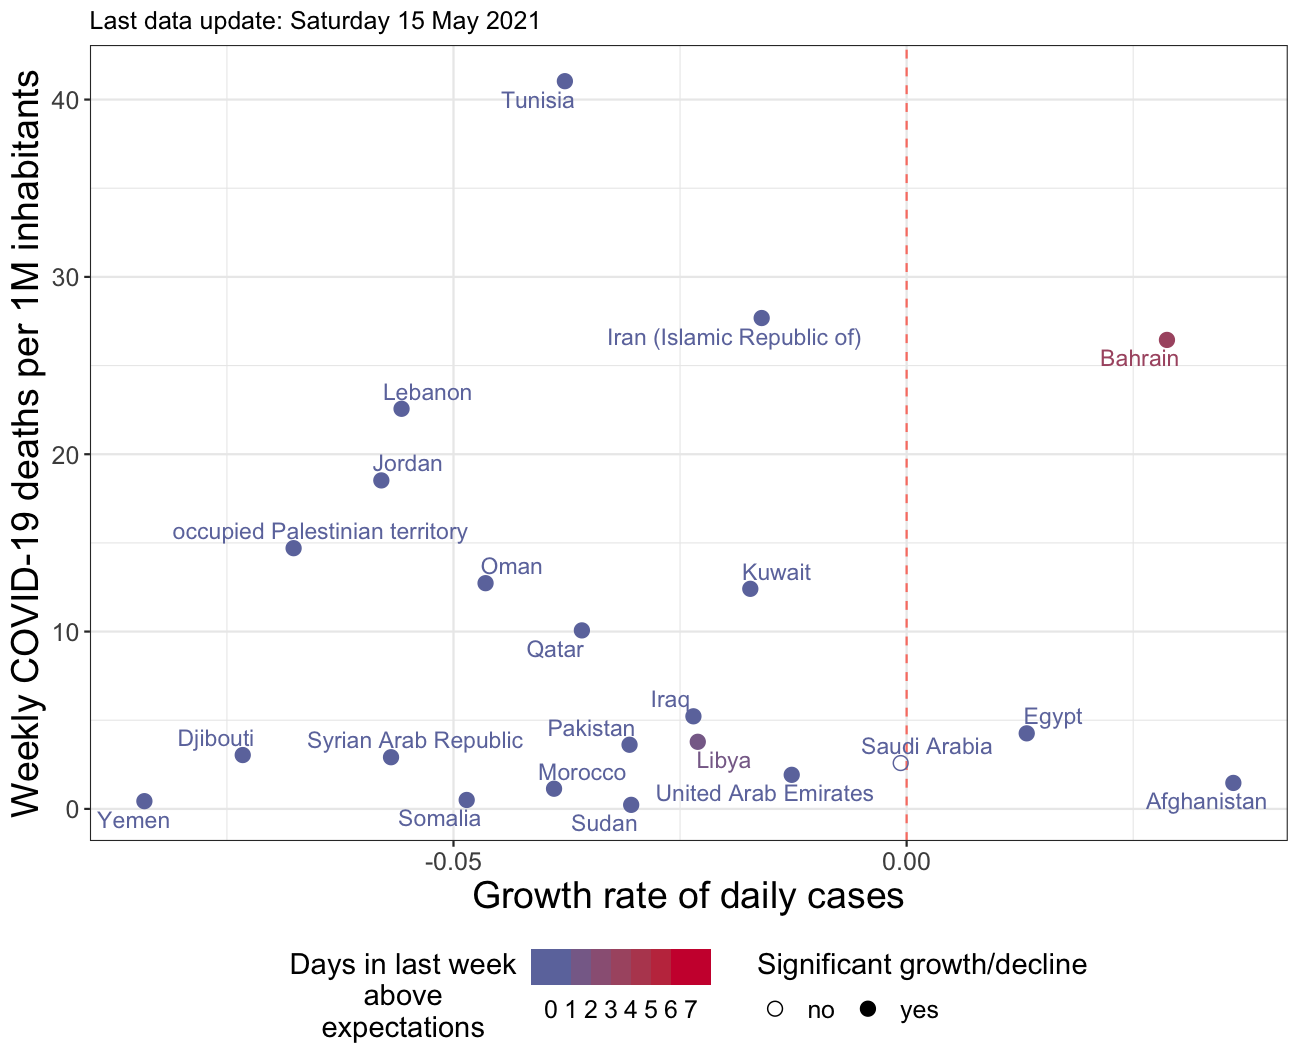 Last data update: Saturday 15 May 2021
Weekly COVID-19 deaths per 1M inhabitants
40
30
20
10
0
Tunisia
Iran (Islamic Republic of)
Bahrain
Lebanon
Jordan
occupied Palestinian territory
Oman
Kuwait
Qatar
Iraq
Pakistan
Egypt
Djibouti
Syrian Arab Republic
Saudi Arabia
Libya
Morocco
United Arab Emirates
Afghanistan
Yemen
Somalia
Sudan
-0.05
0.00
Growth rate of daily cases
Days in last week
above
expectations
0 1 2 3 4 5 6 7
Significant growth/decline
no
yes